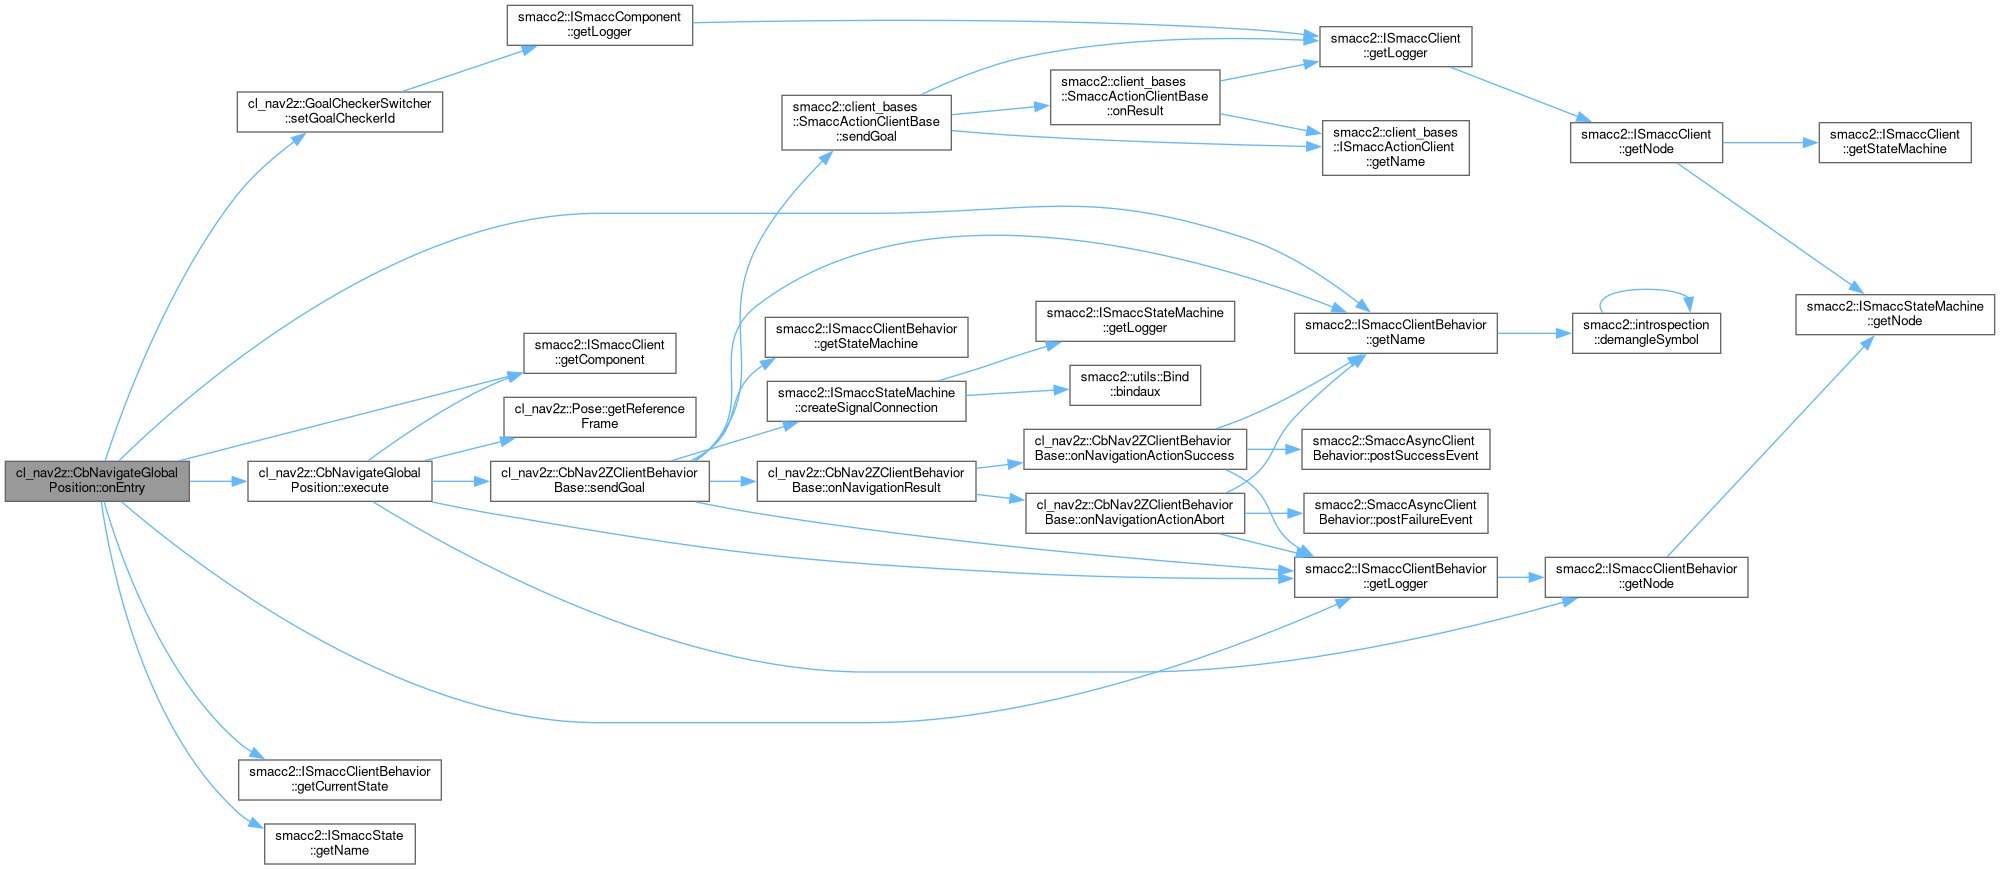 smacc2::ISmaccComponent
::getLogger
smacc2::ISmaccClient
::getLogger
cl_nav2z::GoalCheckerSwitcher
::setGoalCheckerId
smacc2::client_bases
::SmaccActionClientBase
::sendGoal
smacc2::client_bases
::SmaccActionClientBase
::onResult
smacc2::client_bases
::ISmaccActionClient
::getName
smacc2::ISmaccClient
::getNode
smacc2::ISmaccClient
::getStateMachine
smacc2::ISmaccStateMachine
::getNode
smacc2::ISmaccClient
::getComponent
smacc2::ISmaccClientBehavior
::getStateMachine
smacc2::ISmaccStateMachine
::getLogger
smacc2::ISmaccClientBehavior
::getName
smacc2::introspection
::demangleSymbol
cl_nav2z::Pose::getReference
Frame
smacc2::ISmaccStateMachine
::createSignalConnection
smacc2::utils::Bind
::bindaux
cl_nav2z::CbNavigateGlobal
Position::onEntry
cl_nav2z::CbNavigateGlobal
Position::execute
cl_nav2z::CbNav2ZClientBehavior
Base::sendGoal
cl_nav2z::CbNav2ZClientBehavior
Base::onNavigationResult
cl_nav2z::CbNav2ZClientBehavior
Base::onNavigationActionSuccess
smacc2::SmaccAsyncClient
Behavior::postSuccessEvent
cl_nav2z::CbNav2ZClientBehavior
Base::onNavigationActionAbort
smacc2::SmaccAsyncClient
Behavior::postFailureEvent
smacc2::ISmaccClientBehavior
::getLogger
smacc2::ISmaccClientBehavior
::getNode
smacc2::ISmaccClientBehavior
::getCurrentState
smacc2::ISmaccState
::getName